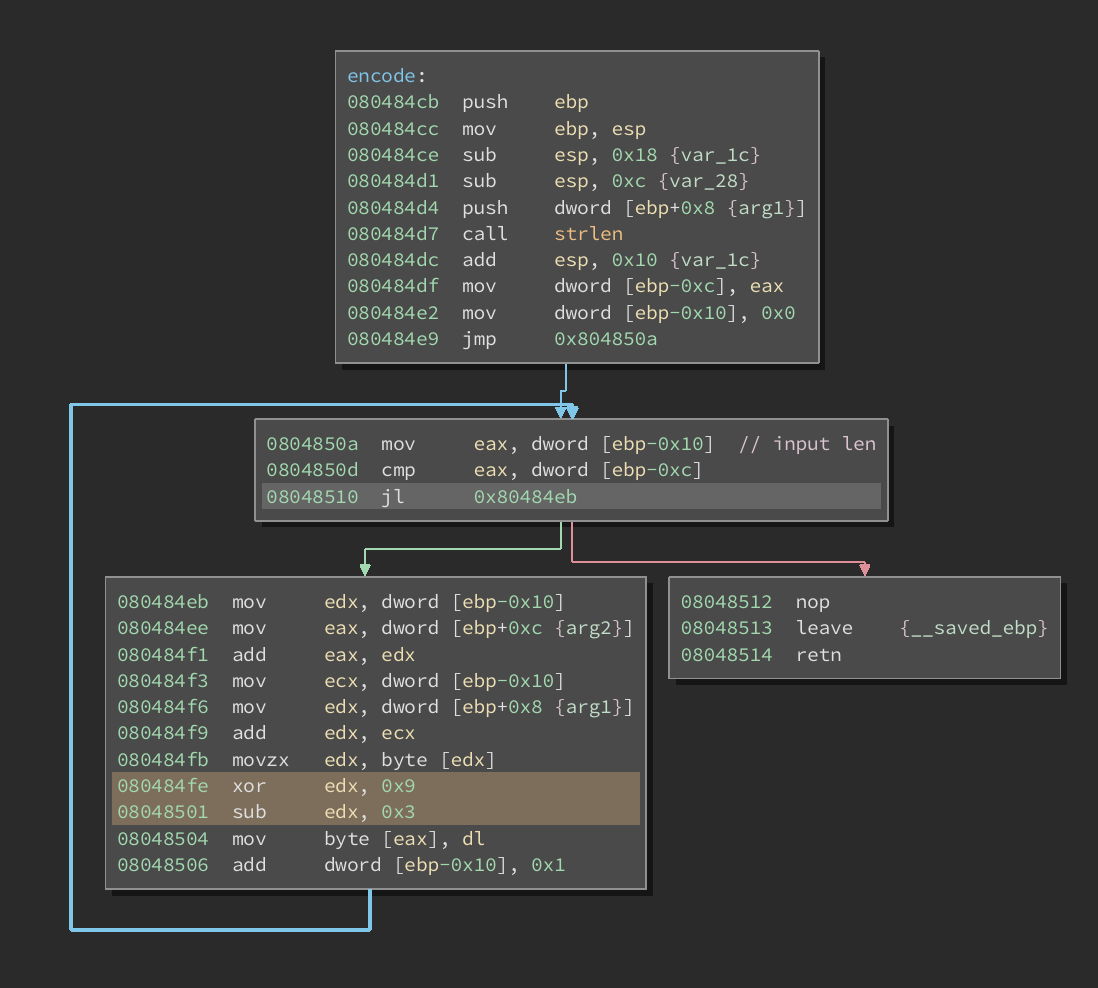 encode:
080484cb push ebp
080484cc mov ebp, esp
080484ce sub esp, 0x18 {var_1c}
080484d1 sub esp, 0xc {var_28}
080484d4 push dword [ebp+0x8 {arg1}]
080484d7 call strlen
080484dc add esp, 0x10 {var_1c}
080484df mov dword [ebp-0xc], eax
080484e2 mov dword [ebp-0x10], 0x0
080484e9 jmp 0x804850a
0804850a mov eax, dword [ebp-0x10] // input len
0804850d cmp eax, dword [ebp-0xc]
08048510 jl 0x80484eb
080484eb mov edx, dword [ebp-0x10]
080484ee mov eax, dword [ebp+0xc {arg2}]
080484f1 add eax, edx
080484f3 mov ecx, dword [ebp-0x10]
080484f6 mov edx, dword [ebp+0x8 {arg1}]
080484f9 add edx, ecx
080484fb movzx edx, byte [edx]
080484fe xor edx, 0x9
08048501 sub edx, 0x3
08048504 mov byte [eax], dl
08048506 add dword [ebp-0x10], 0x1
08048512 nop
08048513 leave {__saved_ebp}
08048514 retn